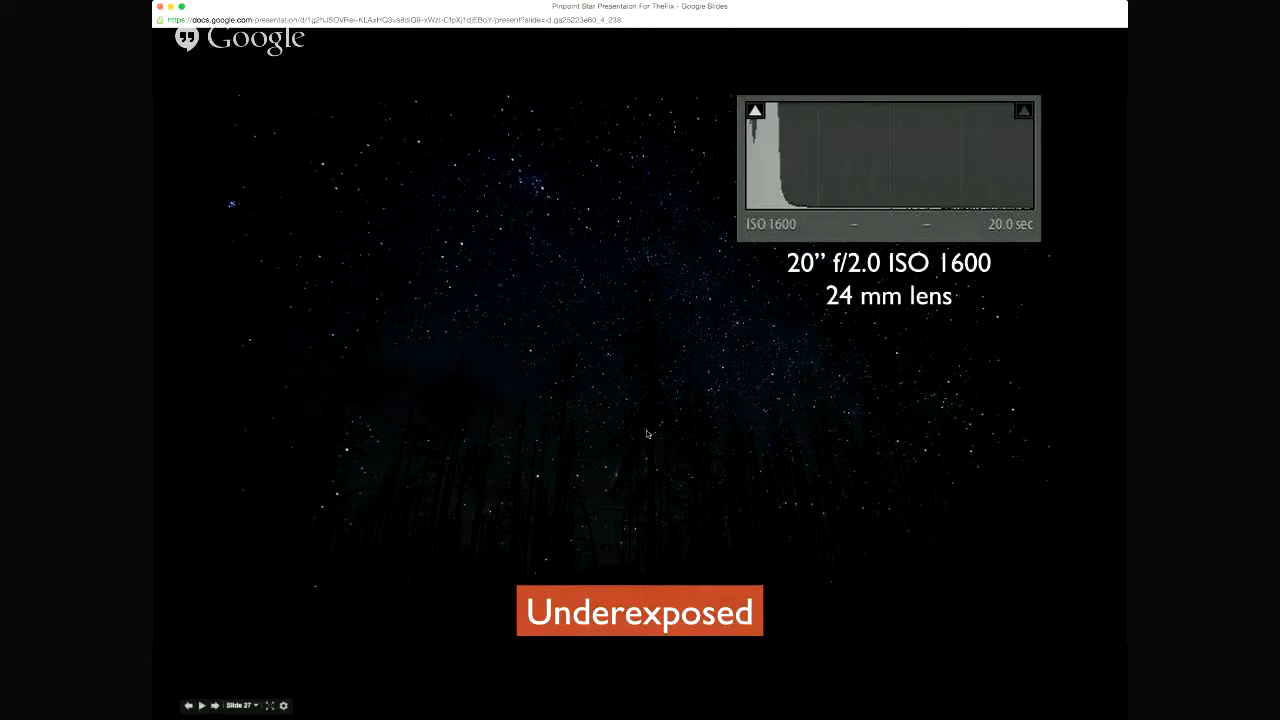 Pinpoint Star Presentaion For TheFix - Google Slides
Google
ISO 1600 – – 20.0 sec
20” f/2.0 ISO 1600
24 mm lens
Underexposed
Slide 27